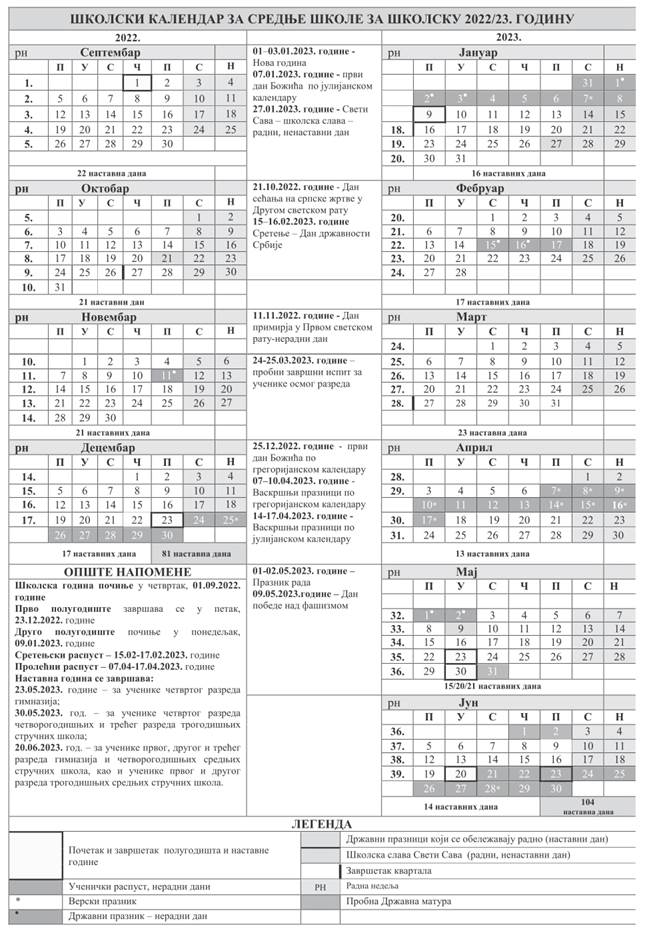 ШКОЛСКИ КАЛЕНДАР ЗА СРЕДЊЕ ШКОЛЕ ЗА ШКОЛСКУ 2022/23. ГОДИНУ
2022.
рн Септембар
П У С Ч П С Н
1. 1 2 3 4
2. 5 6 7 8 9 10 11
3. 12 13 14 15 16 17 18
4. 19 20 21 22 23 24 25
5. 26 27 28 29 30
22 наставна дана
рн Октобар
П У С Ч П С Н
5. 1 2
6. 3 4 5 6 7 8 9
7. 10 11 12 13 14 15 16
8. 17 18 19 20 21 22 23
9. 24 25 26 27 28 29 30
10. 31
21 наставни дан
рн Новембар
П У С Ч П С Н
10. 1 2 3 4 5 6
11. 7 8 9 10 11* 12 13
12. 14 15 16 17 18 19 20
13. 21 22 23 24 25 26 27
14. 28 29 30
21 наставних дана
рн Децембар
П У С Ч П С Н
14. 1 2 3 4
15. 5 6 7 8 9 10 11
16. 12 13 14 15 16 17 18
17. 19 20 21 22 23 24 25*
26 27 28 29 30
17 наставних дана 81 наставни дана
ОПШТЕ НАПОМЕНЕ
Школска година почиње у четвртак, 01.09.2022.
године
Прво полугодиште завршава се у петак,
23.12.2022. године
Друго полугодиште почиње у понедељак,
09.01.2023. године
Сретењски распуст – 15.02-17.02.2023. године
Пролећни распуст – 07.04-17.04.2023. године
Наставна година се завршава:
23.05.2023. године – за ученике четвртог разреда
гимназија;
30.05.2023. год. – за ученике четвртог разреда
четворогодишњих и трећег разреда трогодишњих
стручних школа;
20.06.2023. год. – за ученике првог, другог и трећег
разреда гимназија и четворогодишњих средњих
стручних школа, као и ученике првог и другог
разреда трогодишњих средњих стручних школа.
01–03.01.2023. године -
Нова година
07.01.2023. године - први
дан Божића по јулијанском
календару
27.01.2023. године - Свети
Сава – школска слава –
радни, ненаставни дан
21.10.2022. године - Дан
сећања на српске жртве у
Другом светском рату
15–16.02.2023. године
Сретење – Дан државности
Србије
11.11.2022. године - Дан
примирја у Првом светском
рату-нерадни дан
24-25.03.2023. године –
пробни завршни испит за
ученике осмог разреда
25.12.2022. године - први
дан Божића по
грегоријанском календару
07–10.04.2023. године -
Васкршњи празници по
грегоријанском календару
14-17.04.2023. године -
Васкршњи празници по
јулијанском календару
01-02.05.2023. године –
Празник рада
09.05.2023.године – Дан
победе над фашизмом
2023.
рн Јануар
П У С Ч П С Н
31 1*
2* 3* 4 5 6 7* 8
9 10 11 12 13 14 15
18. 16 17 18 19 20 21 22
19. 23 24 25 26 27 28 29
20. 30 31
16 наставних дана
рн Фебруар
П У С Ч П С Н
20. 1 2 3 4 5
21. 6 7 8 9 10 11 12
22. 13 14 15* 16* 17 18 19
23. 20 21 22 23 24 25 26
24. 27 28
17 наставних дана
рн Март
П У С Ч П С Н
24. 1 2 3 4 5
25. 6 7 8 9 10 11 12
26. 13 14 15 16 17 18 19
27. 20 21 22 23 24 25 26
28. 27 28 29 30 31
23 наставна дана
рн Април
П У С Ч П С Н
28. 1 2
29. 3 4 5 6 7* 8* 9*
10* 11 12 13 14* 15* 16*
30. 17* 18 19 20 21 22 23
31. 24 25 26 27 28 29 30
13 наставних дана
рн Мај
П У С Ч П С Н
32. 1* 2* 3 4 5 6 7
33. 8 9 10 11 12 13 14
34. 15 16 17 18 19 20 21
35. 22 23 24 25 26 27 28
36. 29 30 31
15/20/21 наставних дана
рн Јун
П У С Ч П С Н
36. 1 2 3 4
37. 5 6 7 8 9 10 11
38. 12 13 14 15 16 17 18
39. 19 20 21 22 23 24 25
26 27 28* 29 30
14 наставних дана 104
наставна дана
ЛЕГЕНДА
Почетак и завршетак полугодишта и наставне
године
Ученички распуст, нерадни дани
* Верски празник
* Државни празник – нерадни дан
Државни празници који се обележавају радно (наставни дан)
Школска слава Свети Сава (радни, ненаставни дан)
Завршетак квартала
РН Радна недеља
Пробна Државна матура